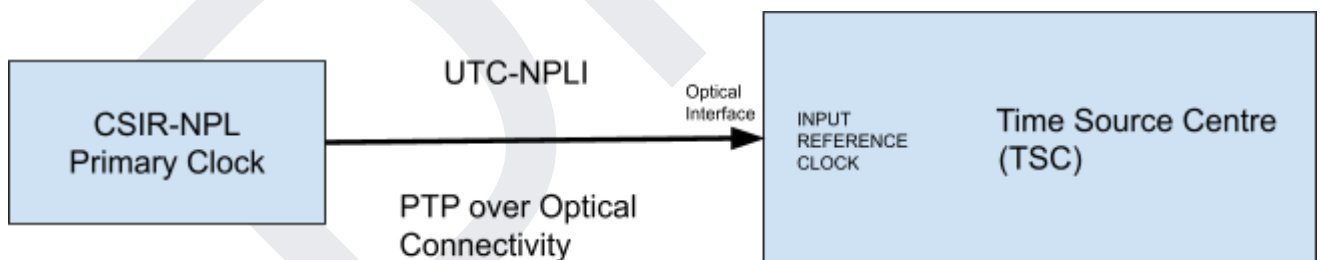 CSIR-NPL
Primary Clock
UTC-NPLI
PTP over Optical
Connectivity
Optical
Interface
INPUT
REFERENCE
CLOCK
Time Source Centre
(TSC)